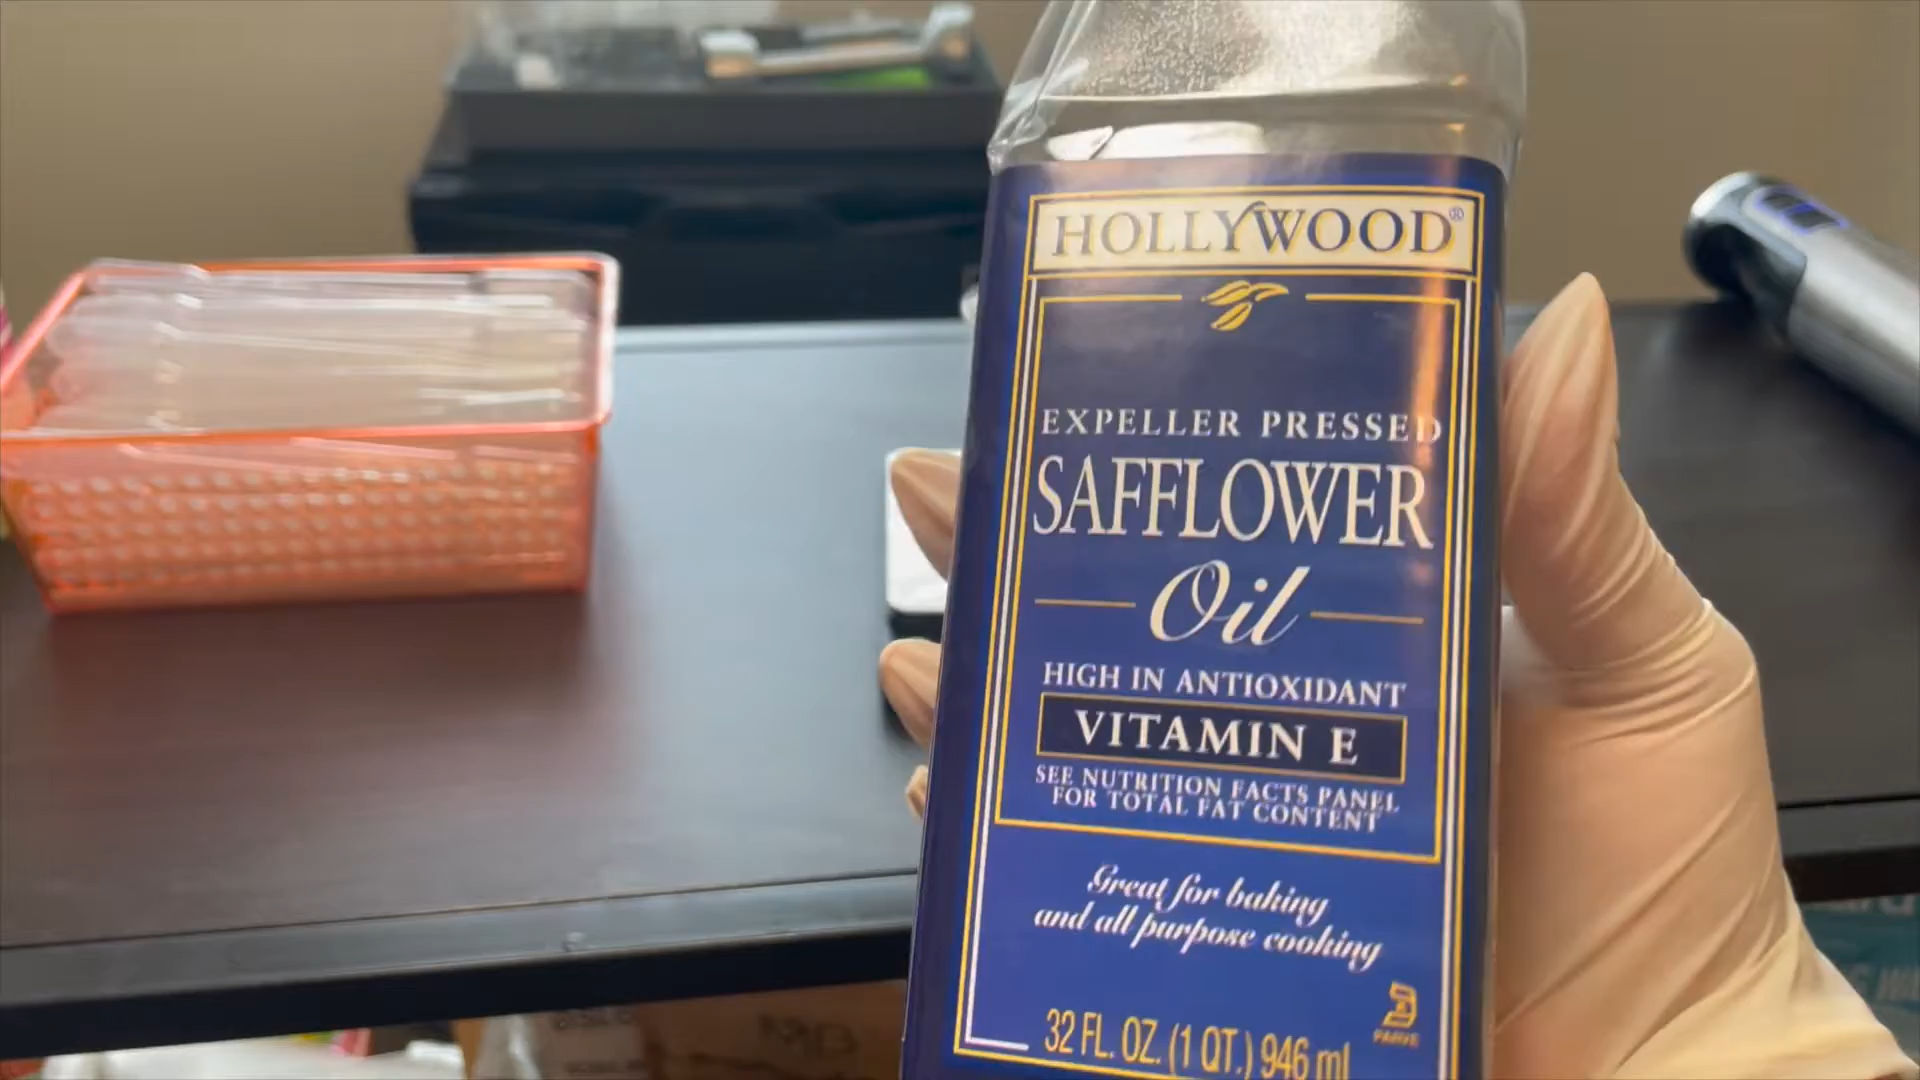 HOLLYWOOD®
EXPELLER PRESSED
SAFFLOWER
Oil
HIGH IN ANTIOXIDANT
VITAMIN E
SEE NUTRITION FACTS PANEL
FOR TOTAL FAT CONTENT
Great for baking
and all purpose cooking
PARVE
32 FL. OZ. (1 QT.) 946 ml